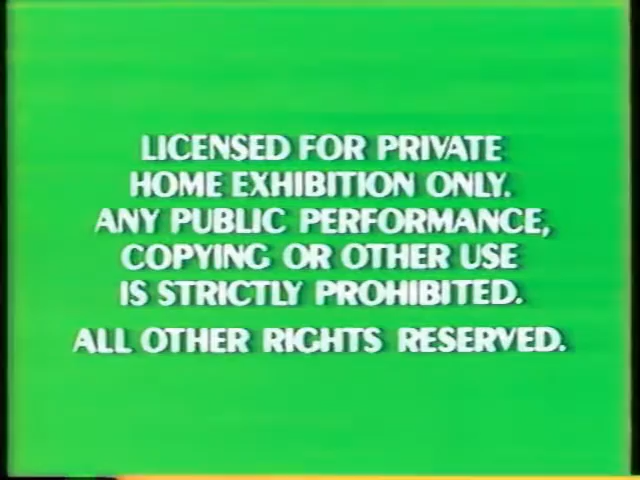 LICENSED FOR PRIVATE
HOME EXHIBITION ONLY.
ANY PUBLIC PERFORMANCE,
COPYING OR OTHER USE
IS STRICTLY PROHIBITED.
ALL OTHER RIGHTS RESERVED.